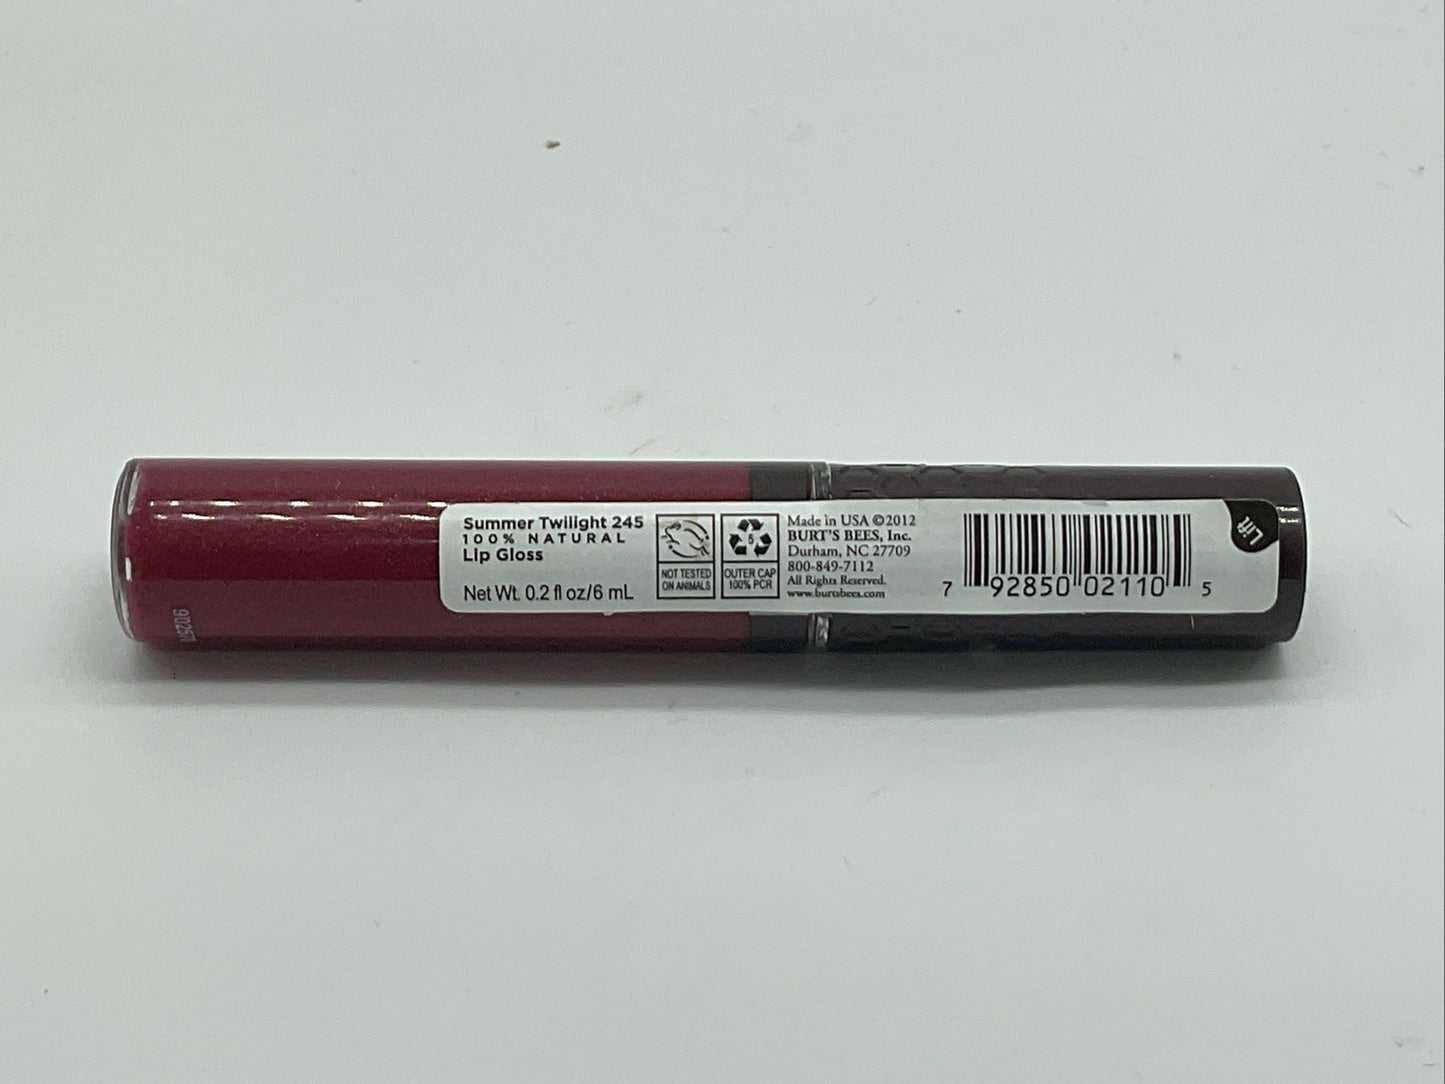 Summer Twilight 245
100% NATURAL
Lip Gloss
Net Wt. 0.2 fl oz/6 mL
NOT TESTED
ON ANIMALS
5
OUTER CAP
100% PCR
Made in USA ©2012
BURT'S BEES, Inc.
Durham, NC 27709
800-849-7112
All Rights Reserved.
www.burtsbees.com
7 92850 02110 5
Lift